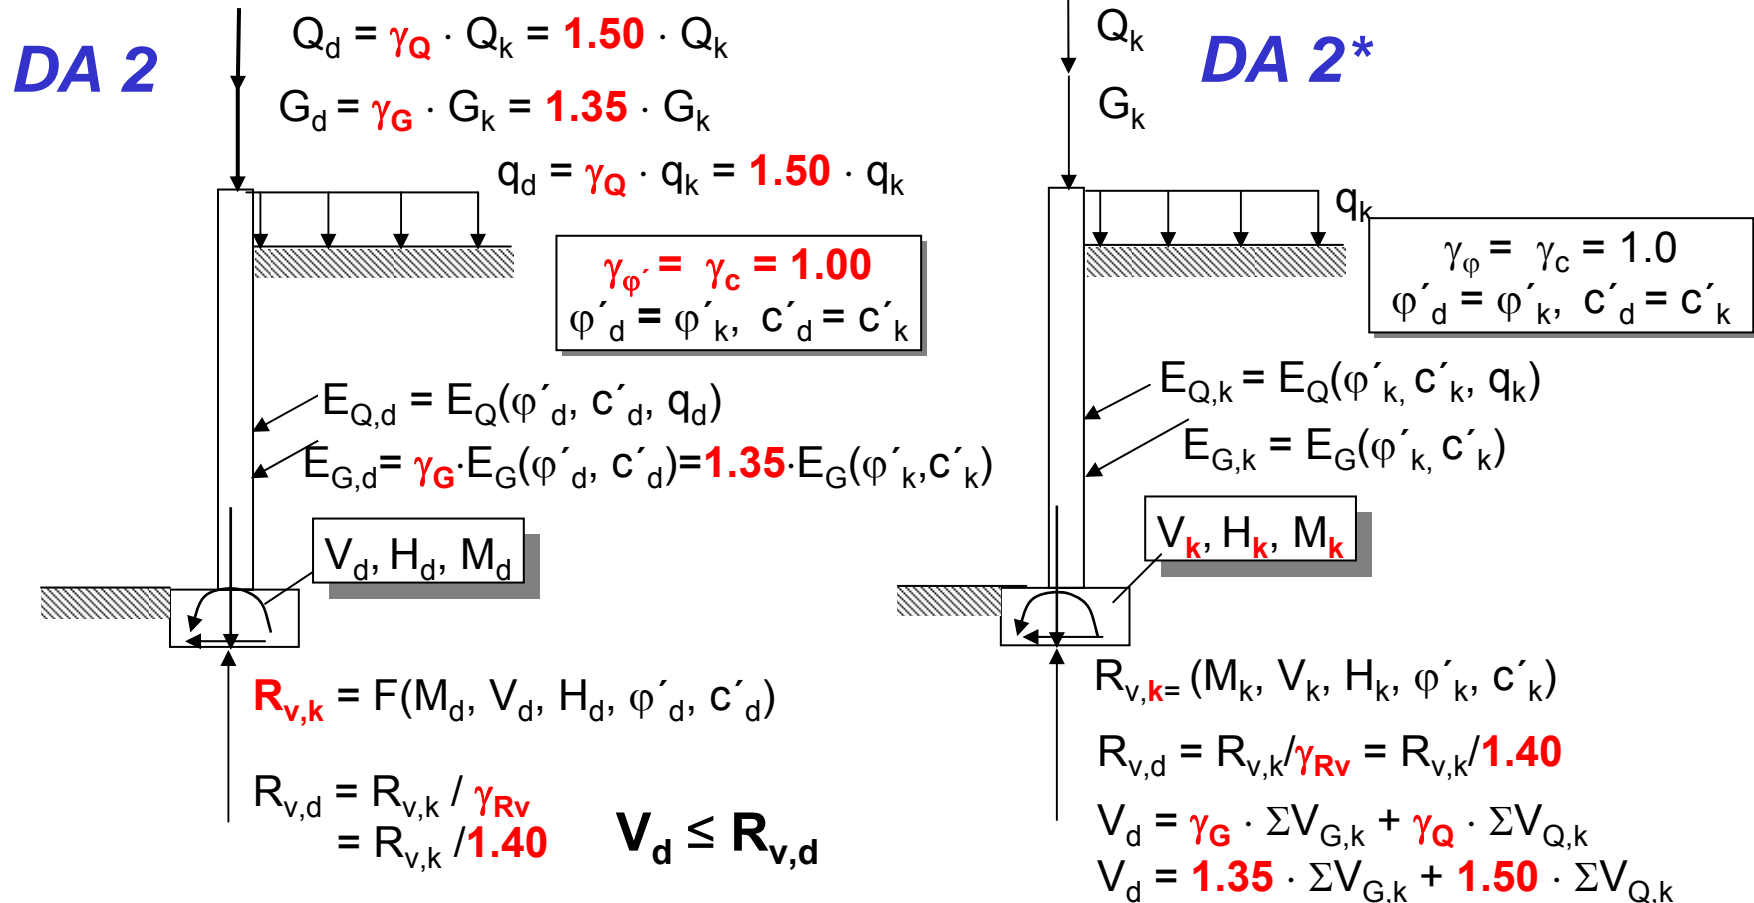 DA 2
Q_d = γ_Q · Q_k = 1.50 · Q_k
G_d = γ_G · G_k = 1.35 · G_k
q_d = γ_Q · q_k = 1.50 · q_k
γ_φ´ = γ_c = 1.00
φ´_d = φ´_k, c´_d = c´_k
E_Q,d = E_Q(φ´_d, c´_d, q_d)
E_G,d= γ_G·E_G(φ´_d, c´_d)=1.35·E_G(φ´_k,c´_k)
V_d, H_d, M_d
R_v,k = F(M_d, V_d, H_d, φ´_d, c´_d)
R_v,d = R_v,k / γ_Rv
= R_v,k /1.40
V_d ≤ R_v,d
DA 2*
Q_k
G_k
q_k
γ_φ = γ_c = 1.0
φ´_d = φ´_k, c´_d = c´_k
E_Q,k = E_Q(φ´_k, c´_k, q_k)
E_G,k = E_G(φ´_k, c´_k)
V_k, H_k, M_k
R_v,k= (M_k, V_k, H_k, φ´_k, c´_k)
R_v,d = R_v,k/γ_Rv = R_v,k/1.40
V_d = γ_G · ΣV_G,k + γ_Q · ΣV_Q,k
V_d = 1.35 · ΣV_G,k + 1.50 · ΣV_Q,k